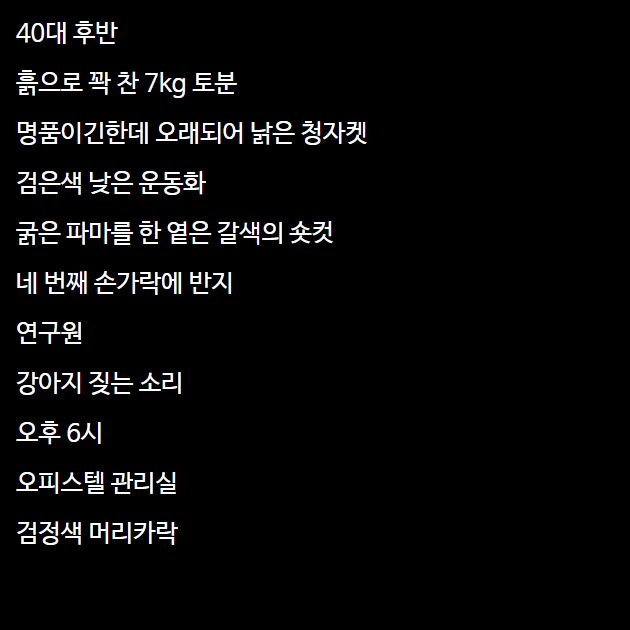 40대 후반
흙으로 꽉 찬 7kg 토분
명품이긴한데 오래되어 낡은 청자켓
검은색 낮은 운동화
굵은 파마를 한 옅은 갈색의 숏컷
네 번째 손가락에 반지
연구원
강아지 짖는 소리
오후 6시
오피스텔 관리실
검정색 머리카락